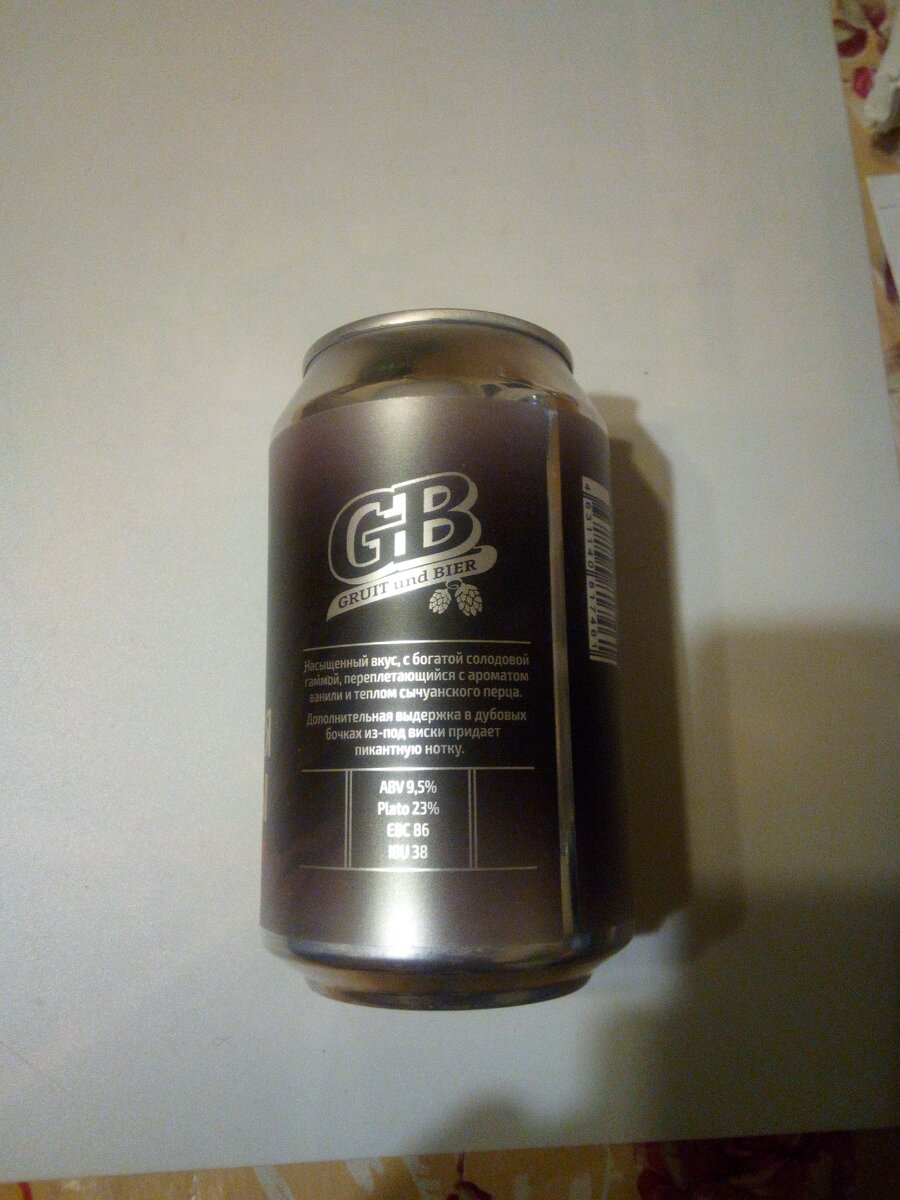 GB
GRUIT und BIER
Насыщенный вкус, с богатой солодовой
гаммой, переплетающийся с ароматом
ванили и теплом сычуанского перца.
Дополнительная выдержка в дубовых
бочках из-под виски придает
пикантную нотку.
ABV 9,5%
Plato 23%
EBC 86
IBU 38
Я